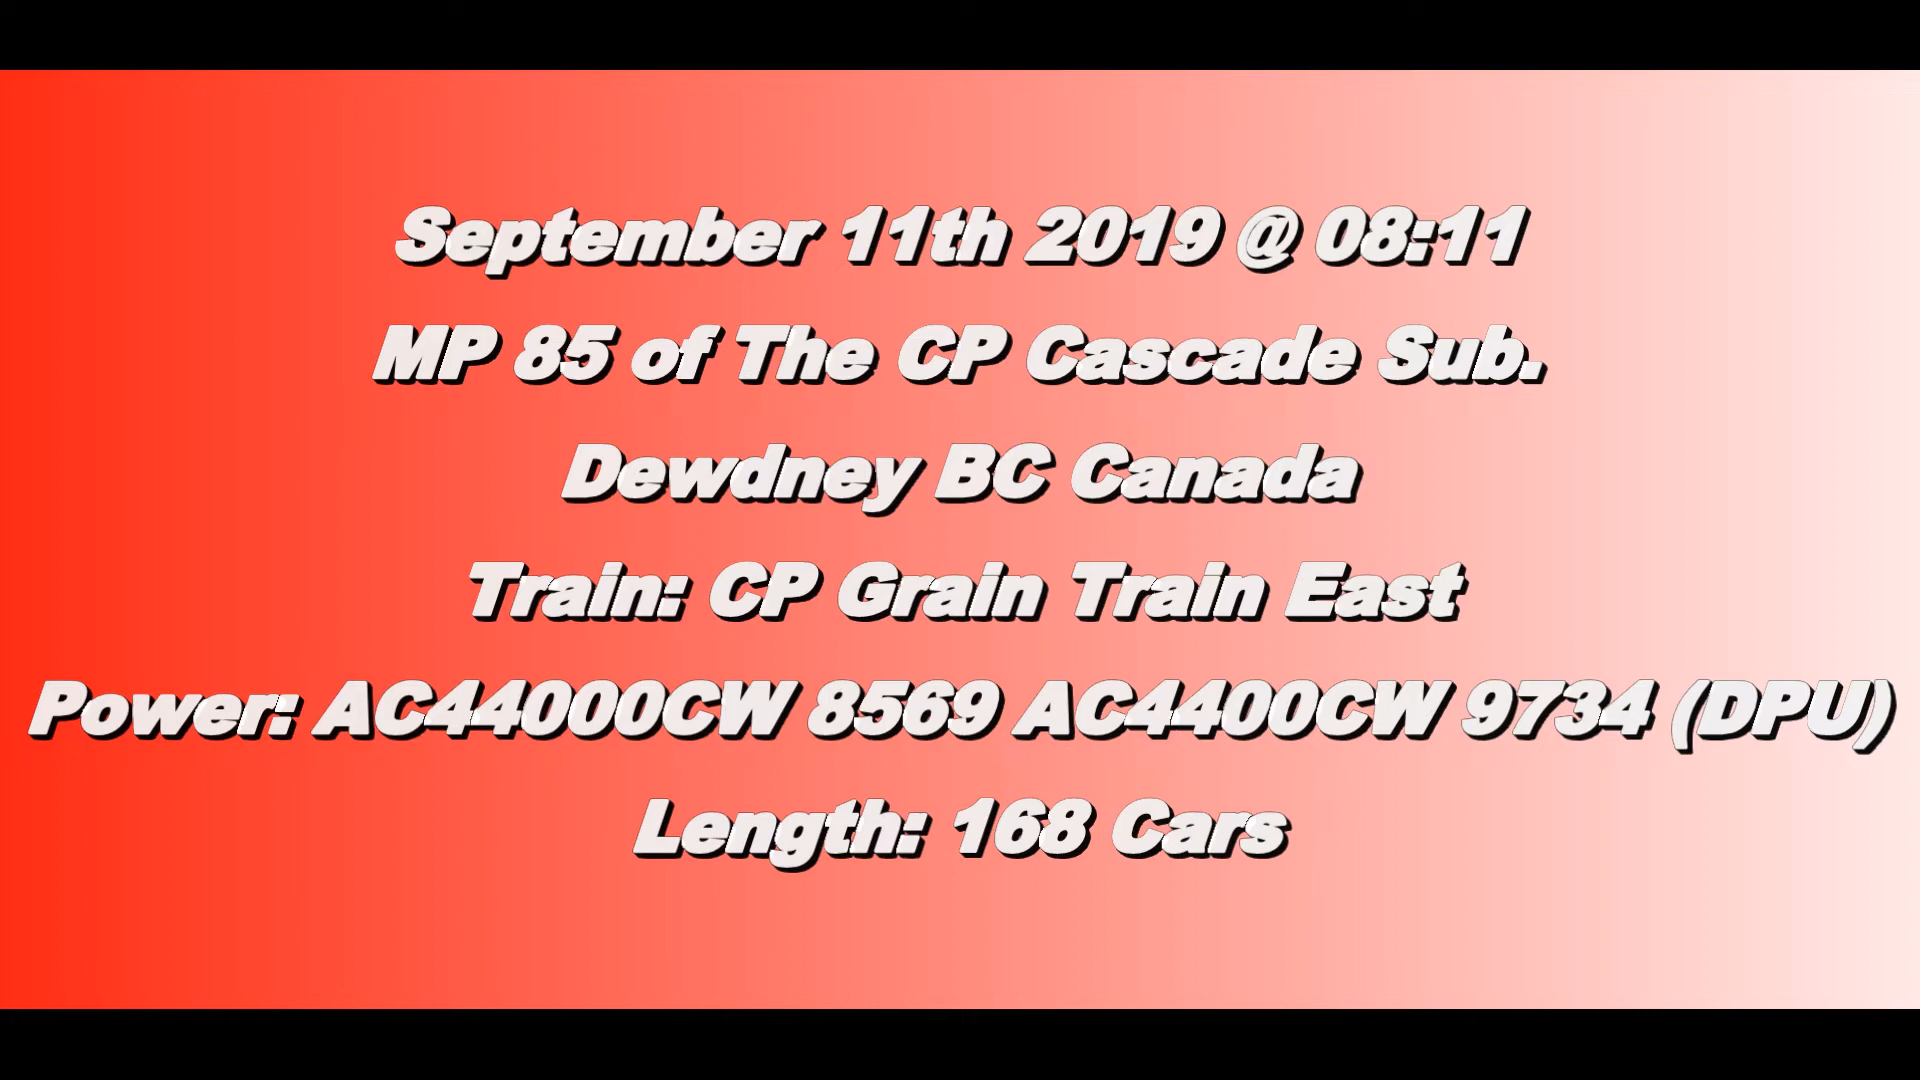 September 11th 2019 @ 08:11
MP 85 of The CP Cascade Sub.
Dewdney BC Canada
Train: CP Grain Train East
Power: AC44000CW 8569 AC4400CW 9734 (DPU)
Length: 168 Cars